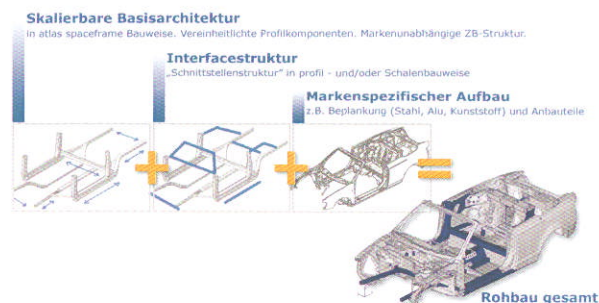 Skalierbare Basisarchitektur
in atlas spaceframe Bauweise. Vereinheitlichte Profilkomponenten. Markenunabhängige ZB-Struktur.
Interfacestruktur
„Schnittstellenstruktur" in profil - und/oder Schalenbauweise
Markenspezifischer Aufbau
z.B. Beplankung (Stahl, Alu, Kunststoff) und Anbauteile
Rohbau gesamt